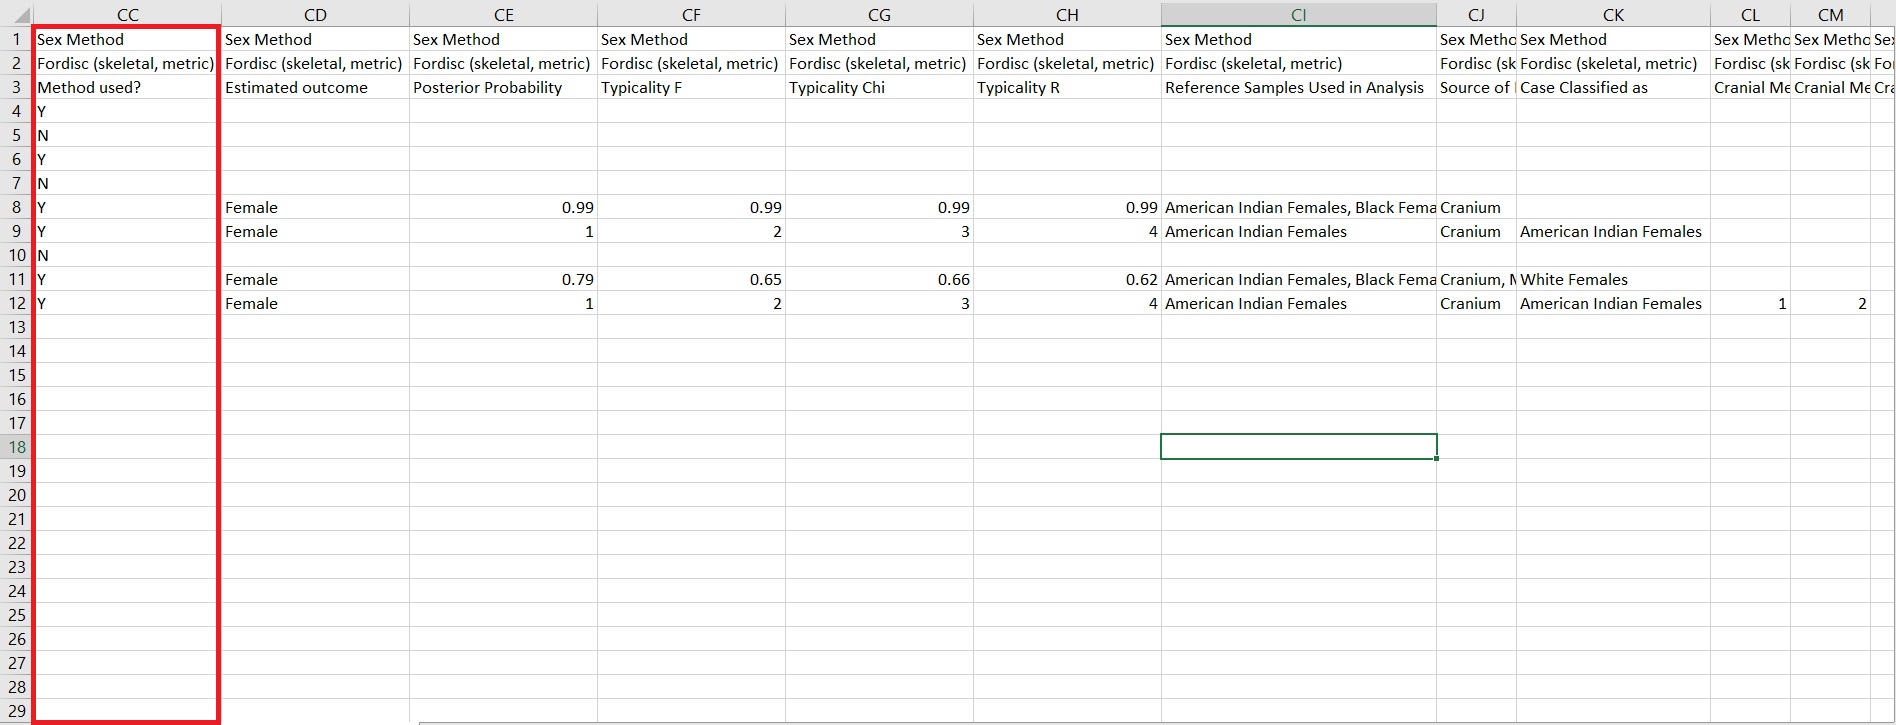 CC CD CE CF CG CH CI CJ CK CL CM
1 Sex Method Sex Method Sex Method Sex Method Sex Method Sex Method Sex Method Sex Metho Sex Method Sex Metho Sex Metho Sex
2 Fordisc (skeletal, metric) Fordisc (skeletal, metric) Fordisc (skeletal, metric) Fordisc (skeletal, metric) Fordisc (skeletal, metric) Fordisc (skeletal, metric) Fordisc (skeletal, metric) Fordisc (sk Fordisc (skeletal, metric) Fordisc (sk Fordisc (sk For
3 Method used? Estimated outcome Posterior Probability Typicality F Typicality Chi Typicality R Reference Samples Used in Analysis Source of Case Classified as Cranial Me Cranial Me Cra
4 Y
5 N
6 Y
7 N
8 Y Female 0.99 0.99 0.99 0.99 American Indian Females, Black Fema Cranium
9 Y Female 1 2 3 4 American Indian Females Cranium American Indian Females
10 N
11 Y Female 0.79 0.65 0.66 0.62 American Indian Females, Black Fema Cranium, White Females
12 Y Female 1 2 3 4 American Indian Females Cranium American Indian Females 1 2
13
14
15
16
17
18
19
20
21
22
23
24
25
26
27
28
29